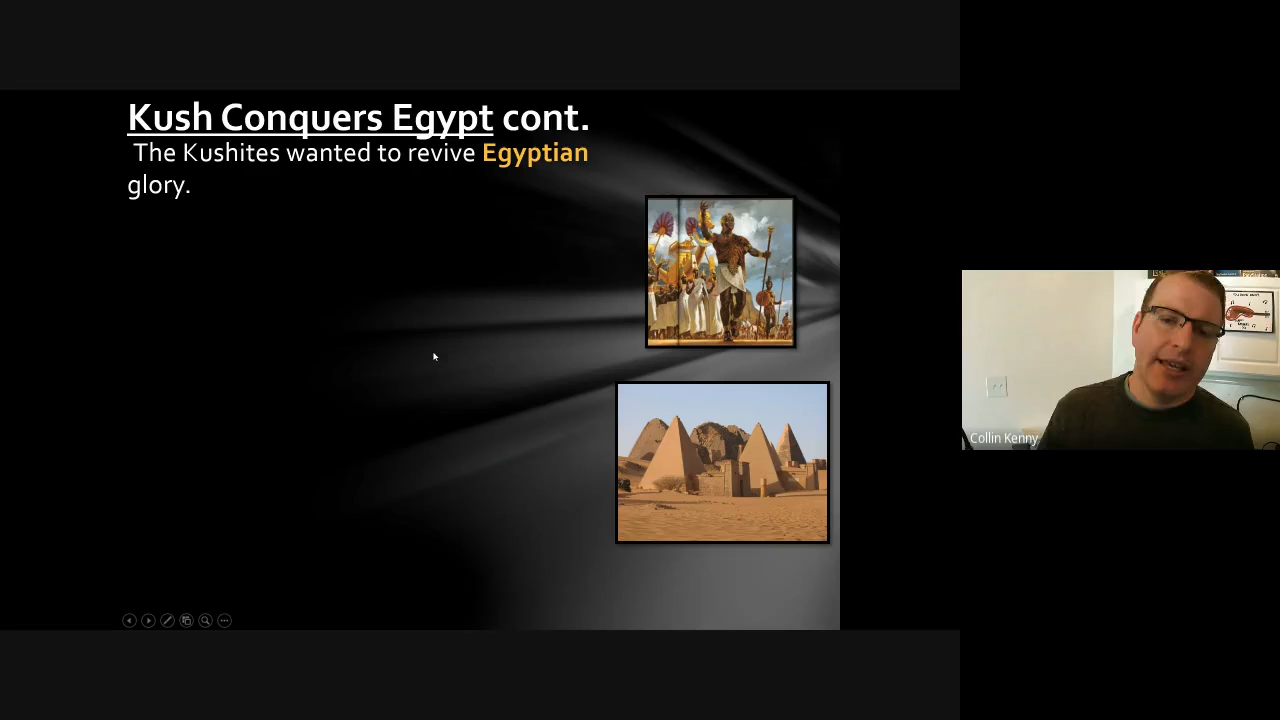 Kush Conquers Egypt cont.
The Kushites wanted to revive Egyptian
glory.
Collin Kenny